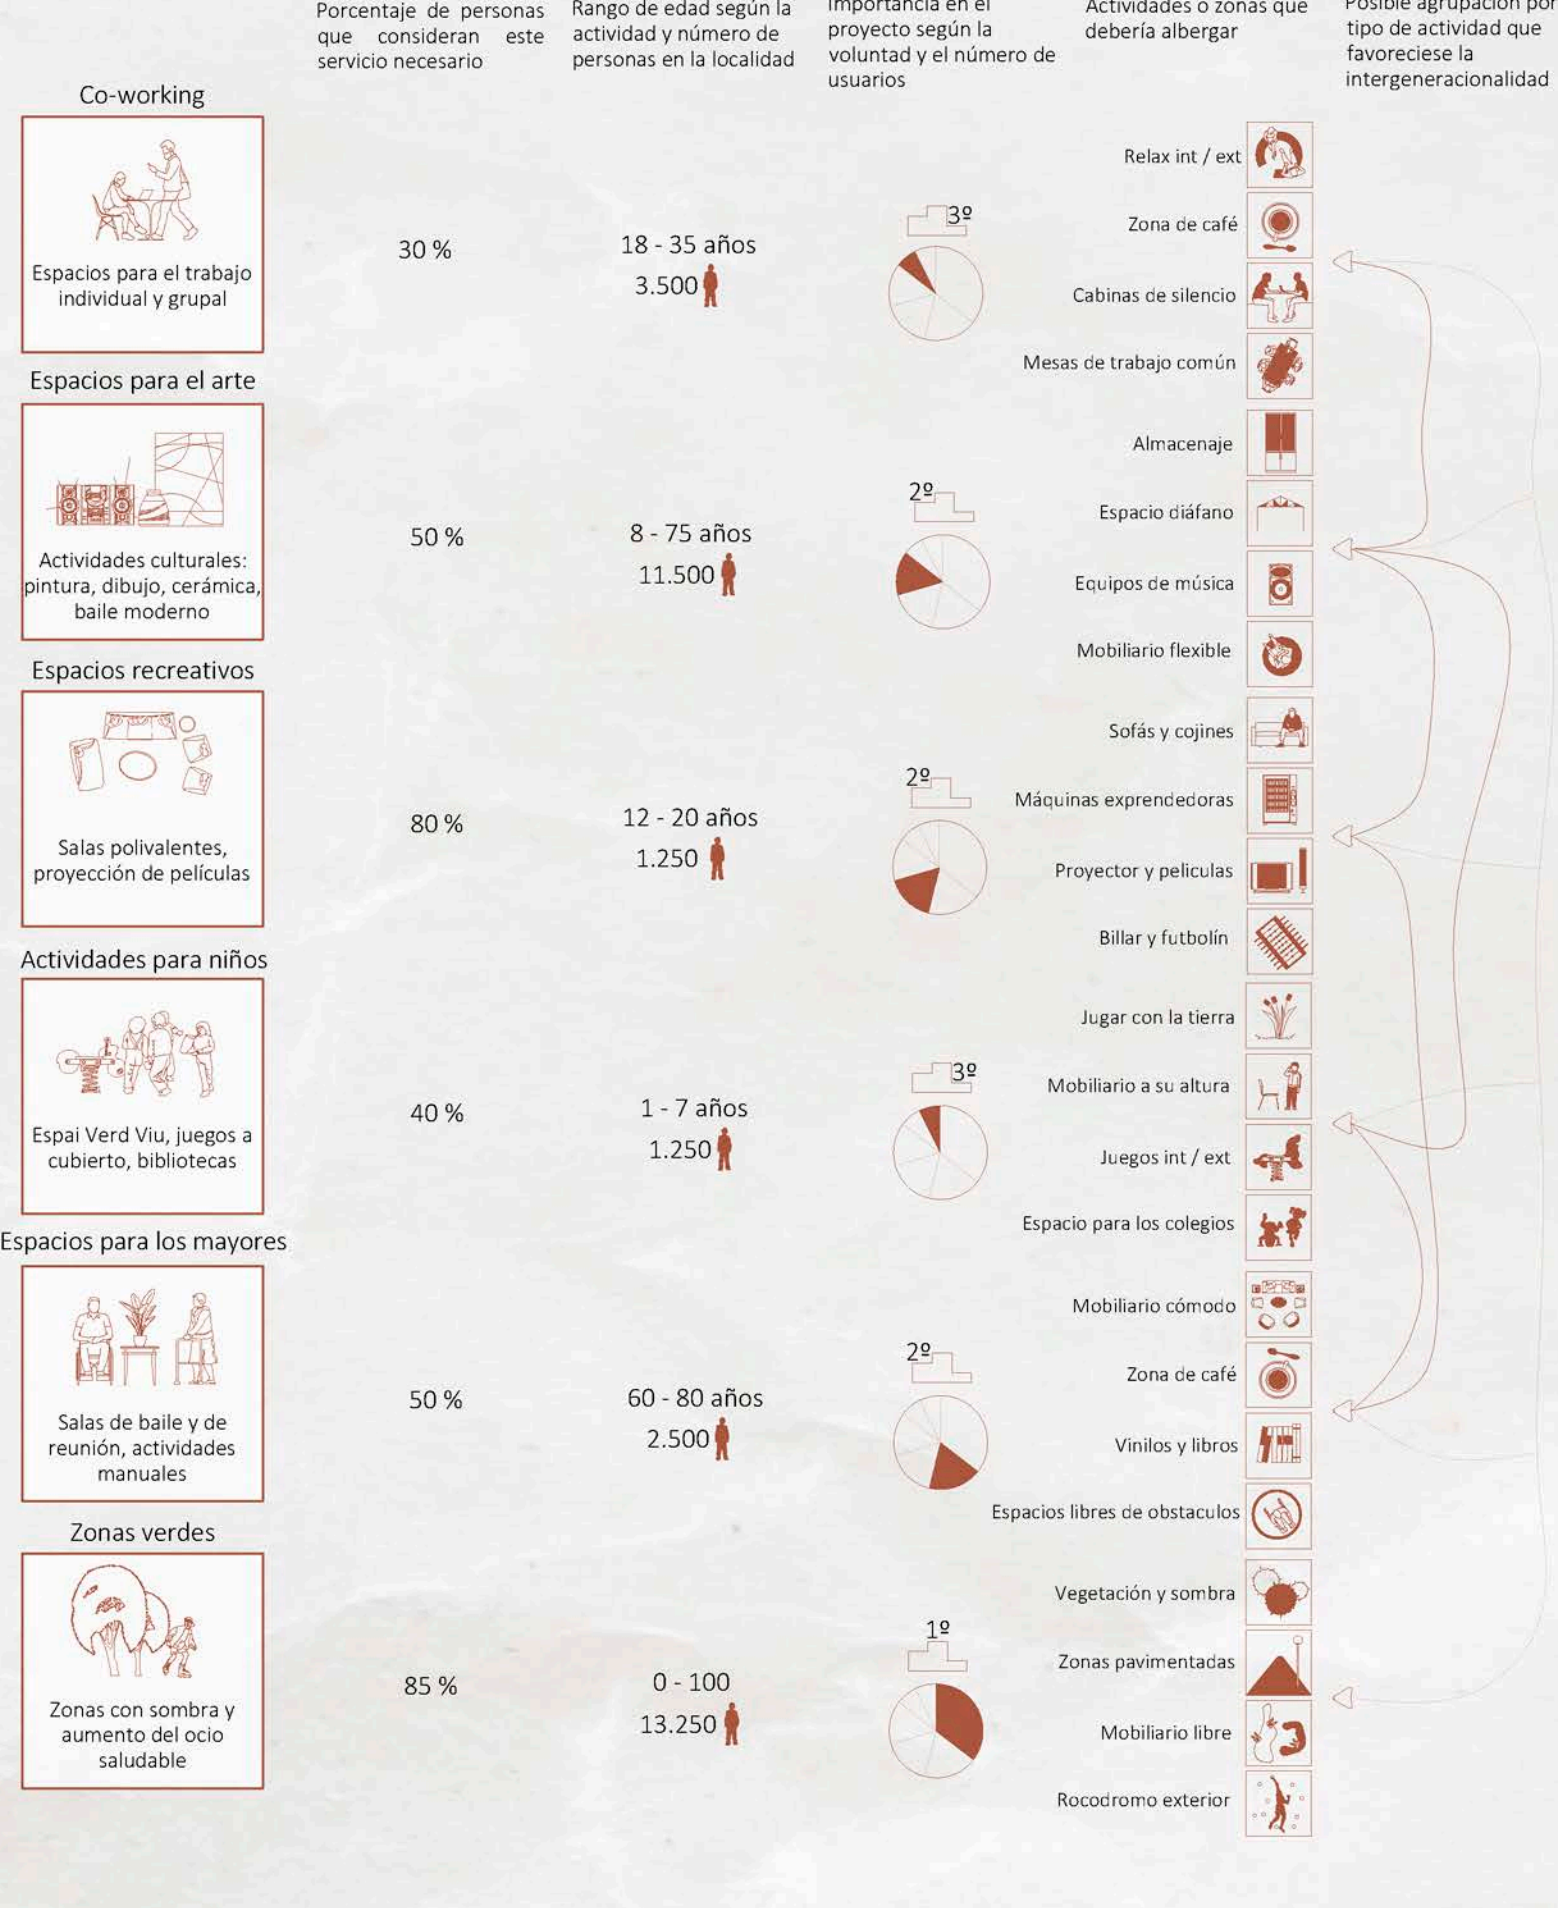 Porcentaje de personas
que consideran este
servicio necesario
Rango de edad según la
actividad y número de
personas en la localidad
Importancia en el
proyecto según la
voluntad y el número de
usuarios
Actividades o zonas que
debería albergar
Posible agrupación por
tipo de actividad que
favoreciese la
intergeneracionalidad
Co-working
Espacios para el trabajo
individual y grupal
30 %
18 - 35 años
3.500
3º
Relax int / ext
Zona de café
Cabinas de silencio
Mesas de trabajo común
Espacios para el arte
Actividades culturales:
pintura, dibujo, cerámica,
baile moderno
50 %
8 - 75 años
11.500
2º
Almacenaje
Espacio diáfano
Equipos de música
Mobiliario flexible
Espacios recreativos
Salas polivalentes,
proyección de películas
80 %
12 - 20 años
1.250
2º
Sofás y cojines
Máquinas exprendedoras
Proyector y peliculas
Billar y futbolín
Actividades para niños
Espai Verd Viu, juegos a
cubierto, bibliotecas
40 %
1 - 7 años
1.250
3º
Jugar con la tierra
Mobiliario a su altura
Juegos int / ext
Espacio para los colegios
Espacios para los mayores
Salas de baile y de
reunión, actividades
manuales
50 %
60 - 80 años
2.500
2º
Mobiliario cómodo
Zona de café
Vinilos y libros
Espacios libres de obstaculos
Zonas verdes
Zonas con sombra y
aumento del ocio
saludable
85 %
0 - 100
13.250
1º
Vegetación y sombra
Zonas pavimentadas
Mobiliario libre
Rocodromo exterior